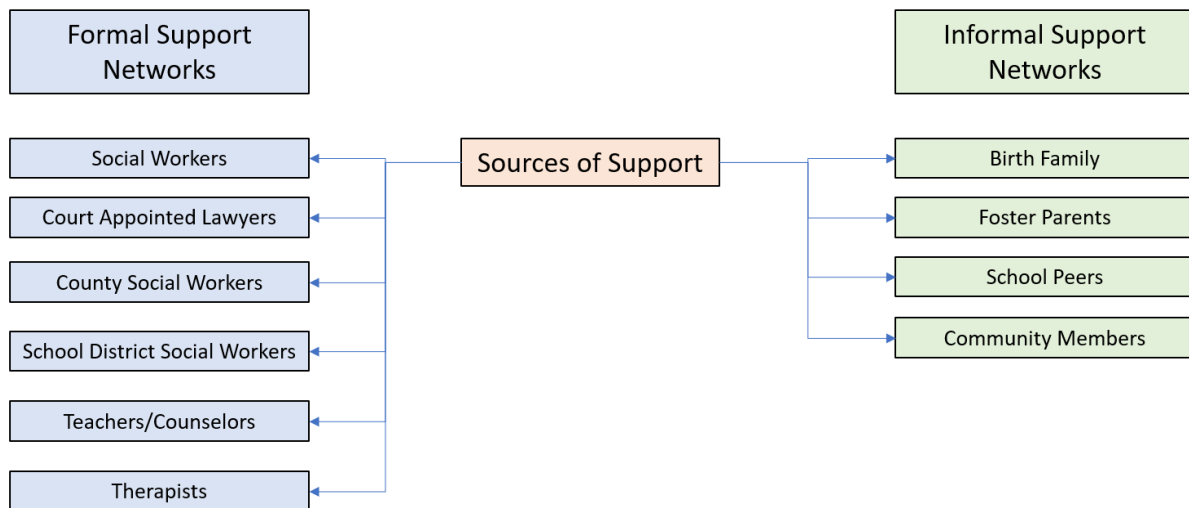 Formal Support
Networks
Informal Support
Networks
Sources of Support
Social Workers
Court Appointed Lawyers
County Social Workers
School District Social Workers
Teachers/Counselors
Therapists
Birth Family
Foster Parents
School Peers
Community Members